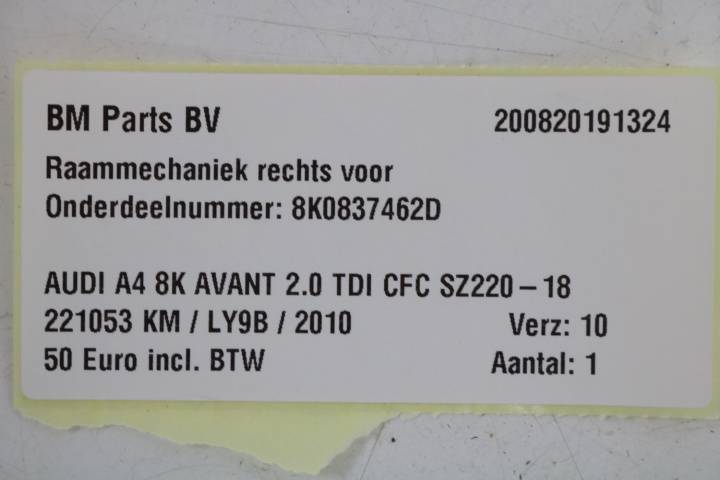 BM Parts BV 200820191324
Raammechaniek rechts voor
Onderdeelnummer: 8K0837462D
AUDI A4 8K AVANT 2.0 TDI CFC SZ220 – 18
221053 KM / LY9B / 2010 Verz: 10
50 Euro incl. BTW Aantal: 1